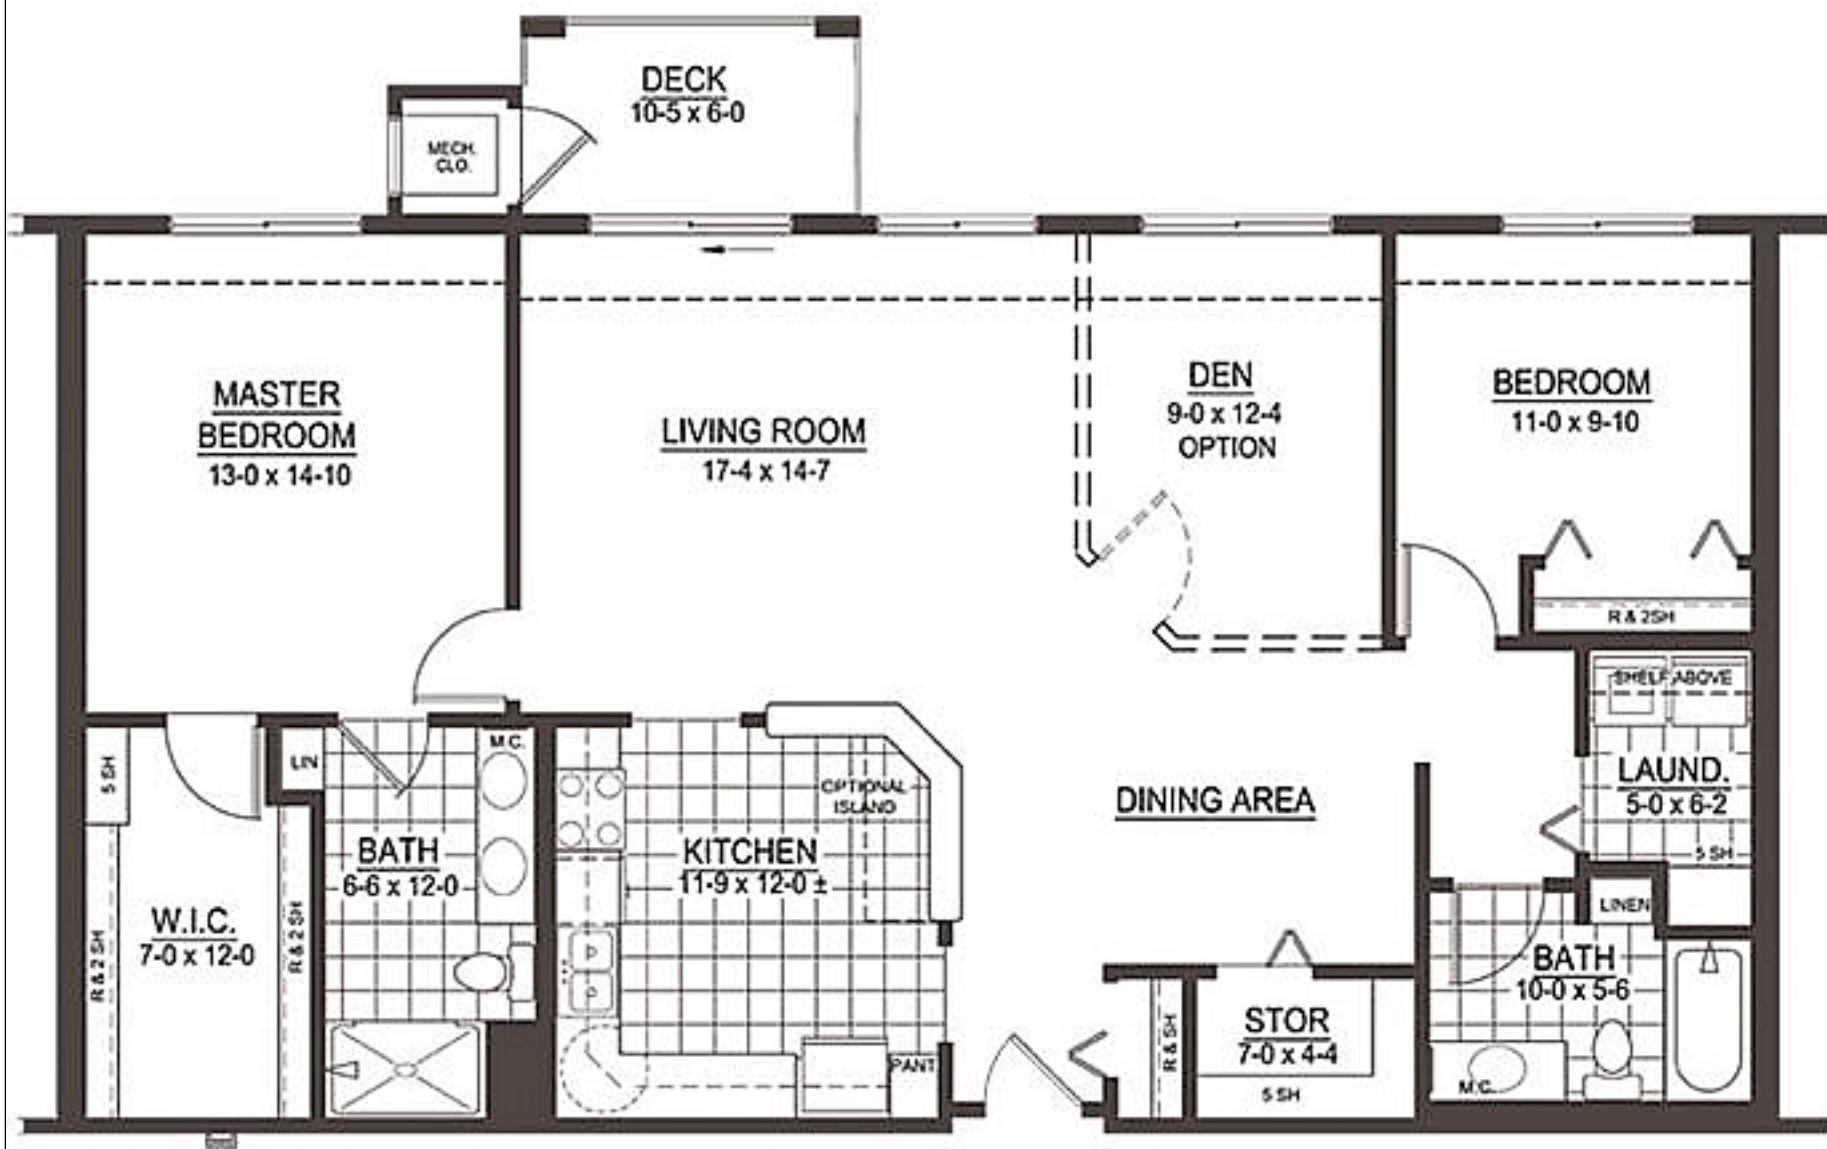 DECK
10-5 x 6-0
MECH.
CLO.
MASTER
BEDROOM
13-0 x 14-10
LIVING ROOM
17-4 x 14-7
DEN
9-0 x 12-4
OPTION
BEDROOM
11-0 x 9-10
R & 2SH
SHELF ABOVE
LAUND.
5-0 x 6-2
5 SH
5 SH
LIN
M.C.
OPTIONAL
ISLAND
DINING AREA
BATH
6-6 x 12-0
KITCHEN
11-9 x 12-0 ±
W.I.C.
7-0 x 12-0
R & 2 SH
R & 2 SH
LINEN
BATH
10-0 x 5-6
STOR
7-0 x 4-4
5 SH
R & SH
PANT
M.C.